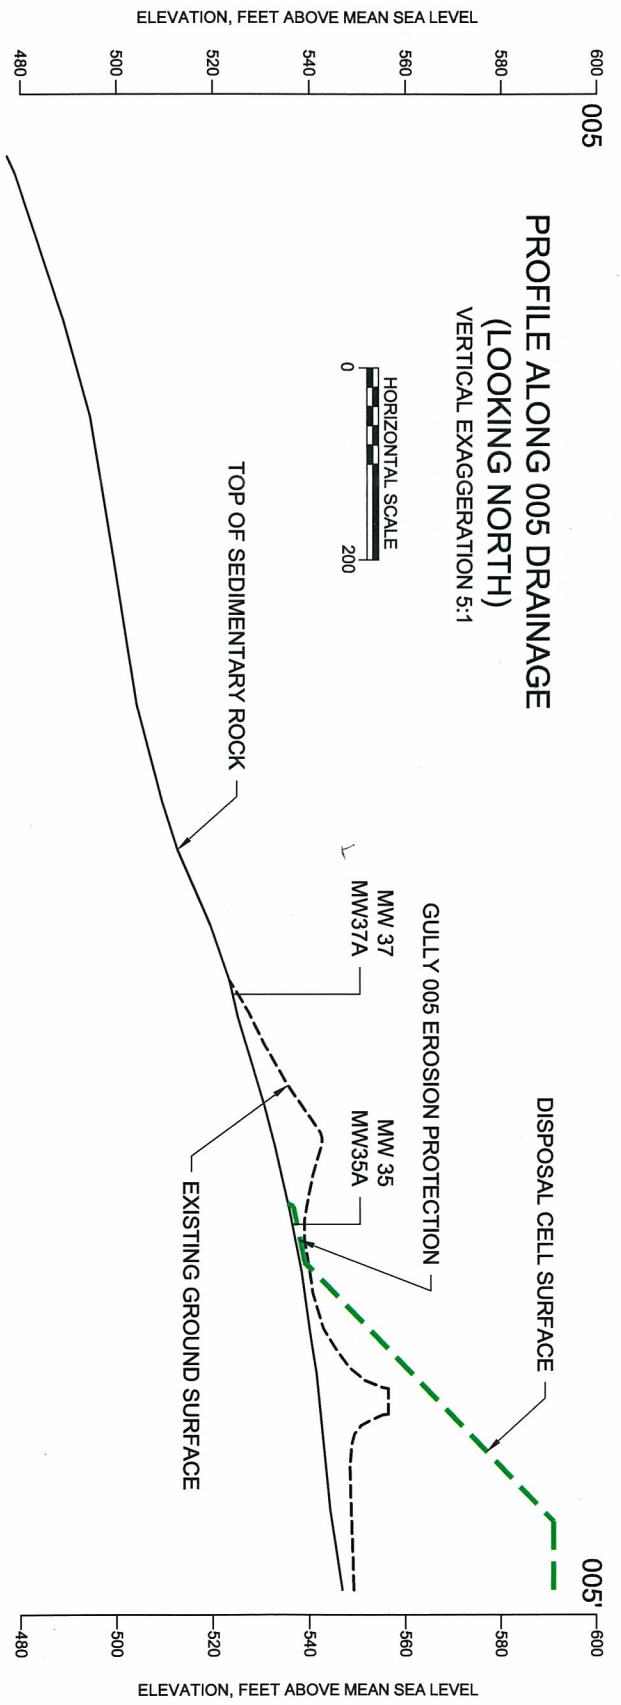 005
005'
PROFILE ALONG 005 DRAINAGE
(LOOKING NORTH)
VERTICAL EXAGGERATION 5:1
HORIZONTAL SCALE
0
200
ELEVATION, FEET ABOVE MEAN SEA LEVEL
600
580
560
540
520
500
480
TOP OF SEDIMENTARY ROCK
MW 37
MW37A
GULLY 005 EROSION PROTECTION
MW 35
MW35A
DISPOSAL CELL SURFACE
EXISTING GROUND SURFACE
600
580
560
540
520
500
480
ELEVATION, FEET ABOVE MEAN SEA LEVEL